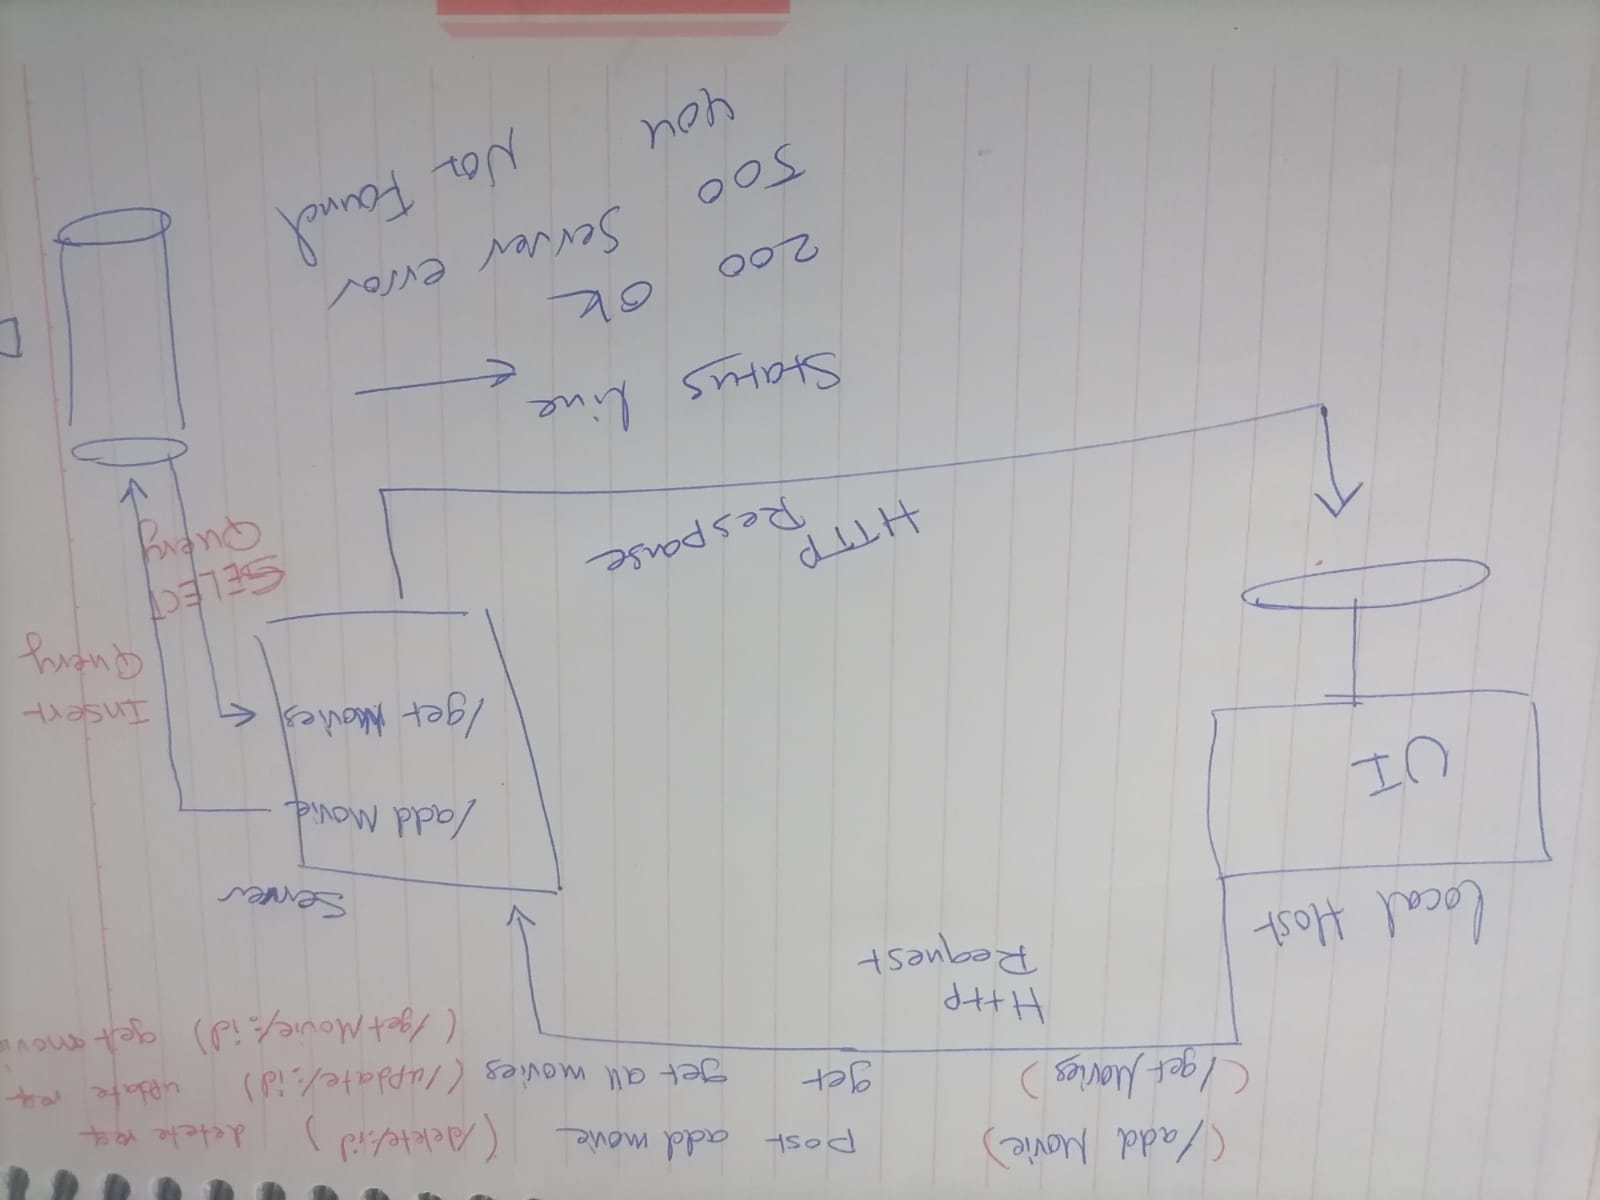 (/add Movie) post add movie (/delete/:id) delete req
(/get Movies) get get all movies (/update/:id) update req
(/getMovie/:id) get amovie
Http
Request
Local Host
UI
Server
/add Movie
/get Movies
Insert
Query
SELECT
Query
HTTP
Response
Status line
200 OK
500 Server error
404 Not Found